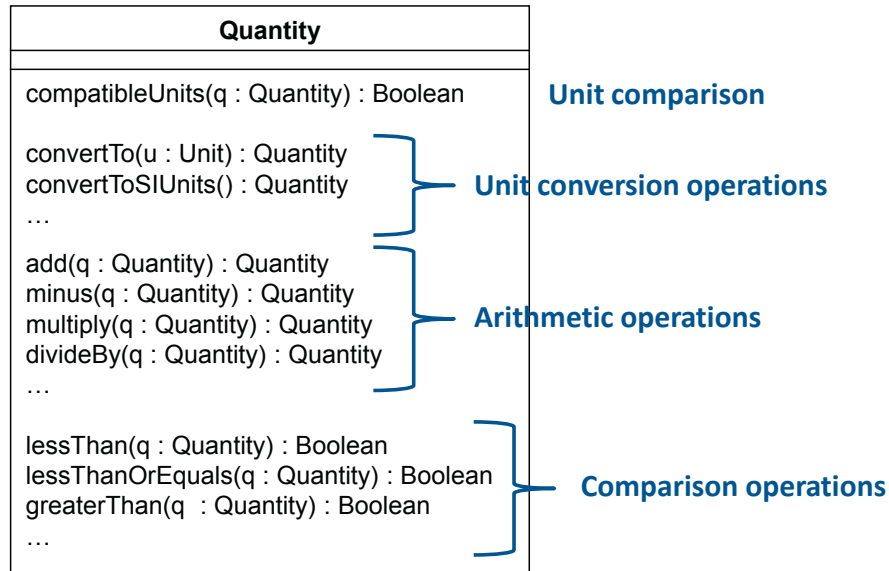 Quantity
compatibleUnits(q : Quantity) : Boolean
Unit comparison
convertTo(u : Unit) : Quantity
convertToSIUnits() : Quantity
…
Unit conversion operations
add(q : Quantity) : Quantity
minus(q : Quantity) : Quantity
multiply(q : Quantity) : Quantity
divideBy(q : Quantity) : Quantity
…
Arithmetic operations
lessThan(q : Quantity) : Boolean
lessThanOrEquals(q : Quantity) : Boolean
greaterThan(q : Quantity) : Boolean
…
Comparison operations